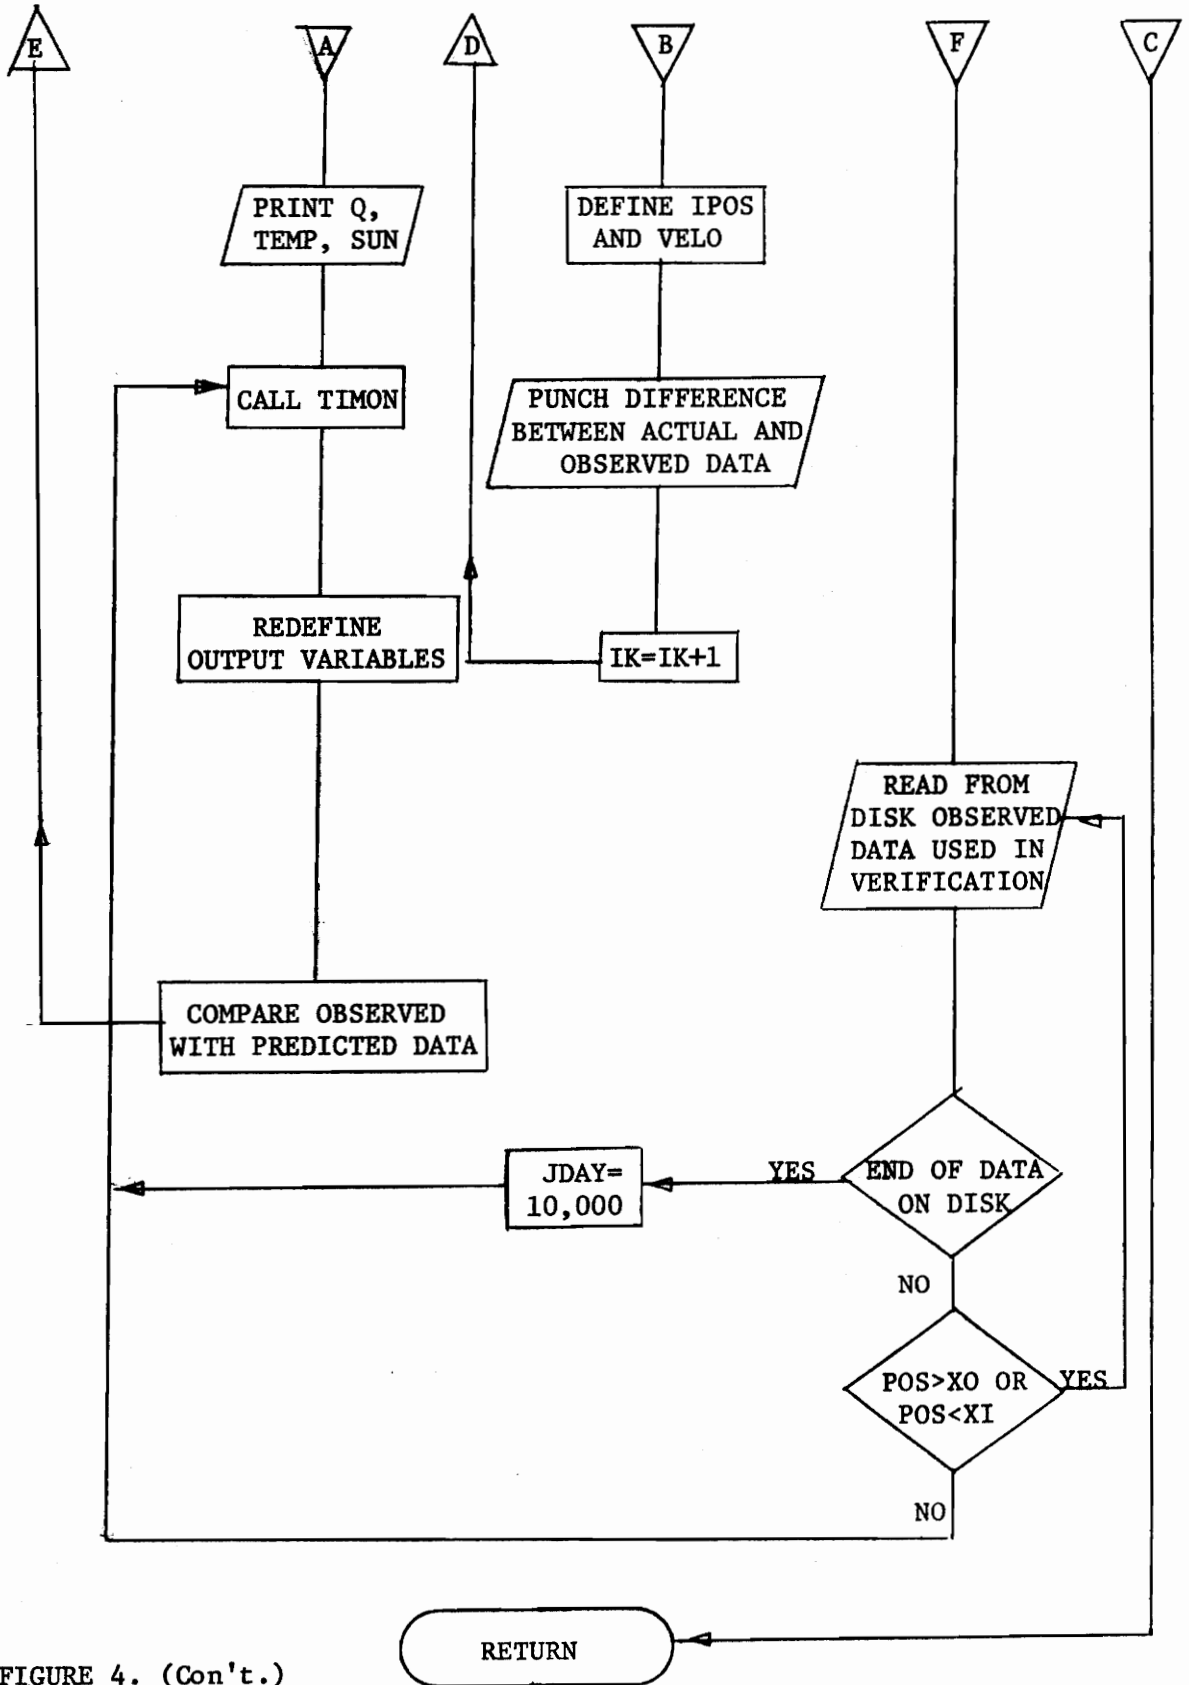 E
A
D
B
F
C
PRINT Q,
TEMP, SUN
DEFINE IPOS
AND VELO
CALL TIMON
PUNCH DIFFERENCE
BETWEEN ACTUAL AND
OBSERVED DATA
REDEFINE
OUTPUT VARIABLES
IK=IK+1
READ FROM
DISK OBSERVED
DATA USED IN
VERIFICATION
COMPARE OBSERVED
WITH PREDICTED DATA
JDAY=
10,000
YES
END OF DATA
ON DISK
NO
POS>XO OR
POS<XI
YES
NO
RETURN
FIGURE 4. (Con't.)